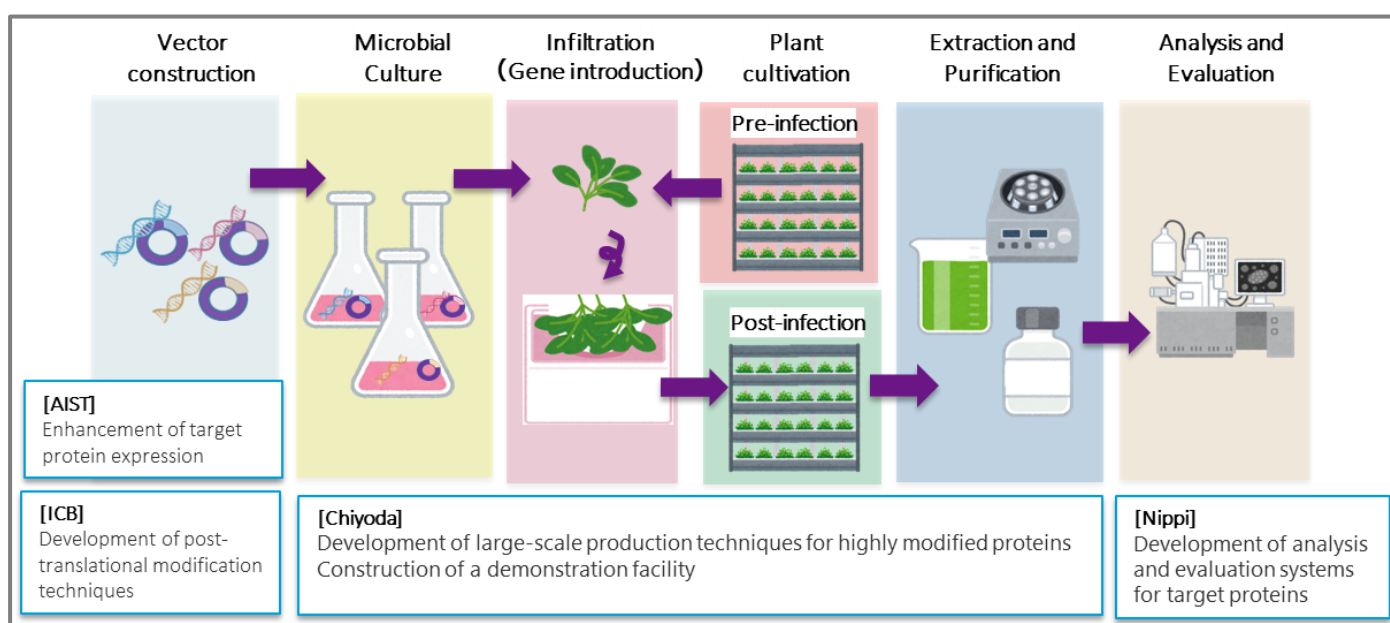 Vector
construction
Microbial
Culture
Infiltration
(Gene introduction)
Plant
cultivation
Extraction and
Purification
Analysis and
Evaluation
Pre-infection
Post-infection
[AIST]
Enhancement of target
protein expression
[ICB]
Development of post-
translational modification
techniques
[Chiyoda]
Development of large-scale production techniques for highly modified proteins
Construction of a demonstration facility
[Nippi]
Development of analysis
and evaluation systems
for target proteins